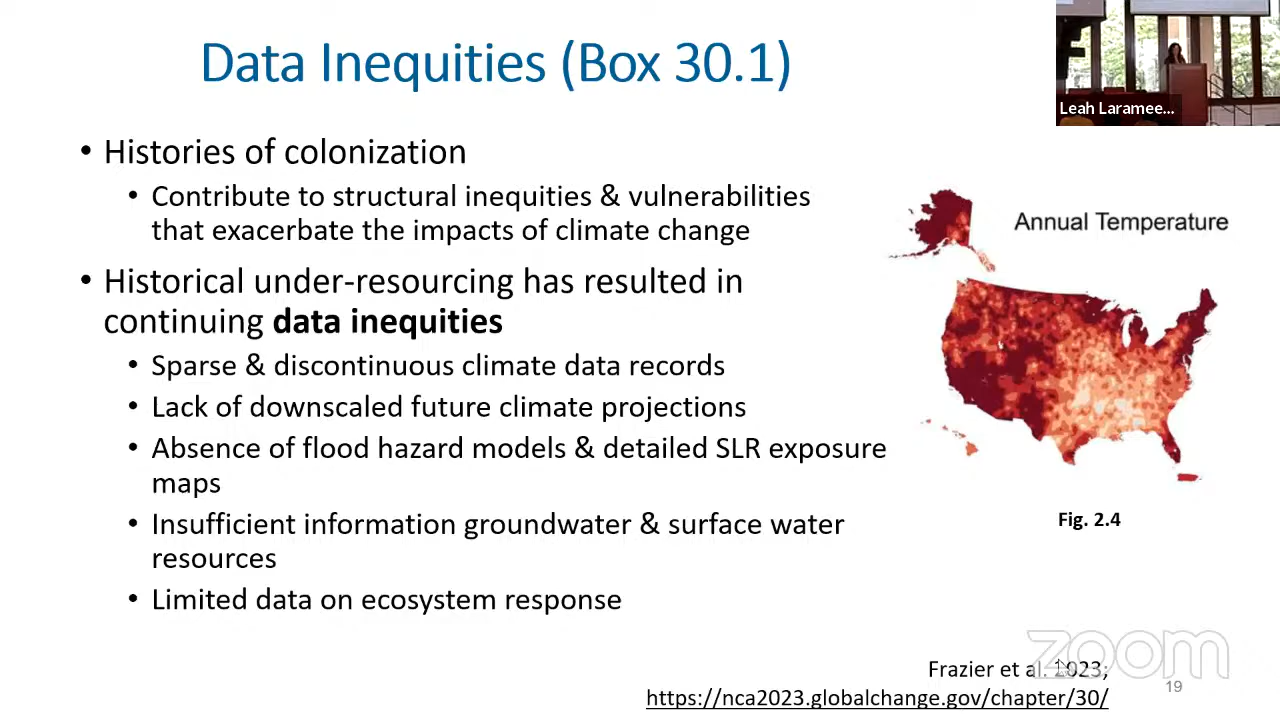 Data Inequities (Box 30.1)
Leah Laramee...
• Histories of colonization
• Contribute to structural inequities & vulnerabilities
that exacerbate the impacts of climate change
Annual Temperature
• Historical under-resourcing has resulted in
continuing data inequities
• Sparse & discontinuous climate data records
• Lack of downscaled future climate projections
• Absence of flood hazard models & detailed SLR exposure
maps
• Insufficient information groundwater & surface water
resources
• Limited data on ecosystem response
Fig. 2.4
zoom
Frazier et al. 2023;
https://nca2023.globalchange.gov/chapter/30/
19